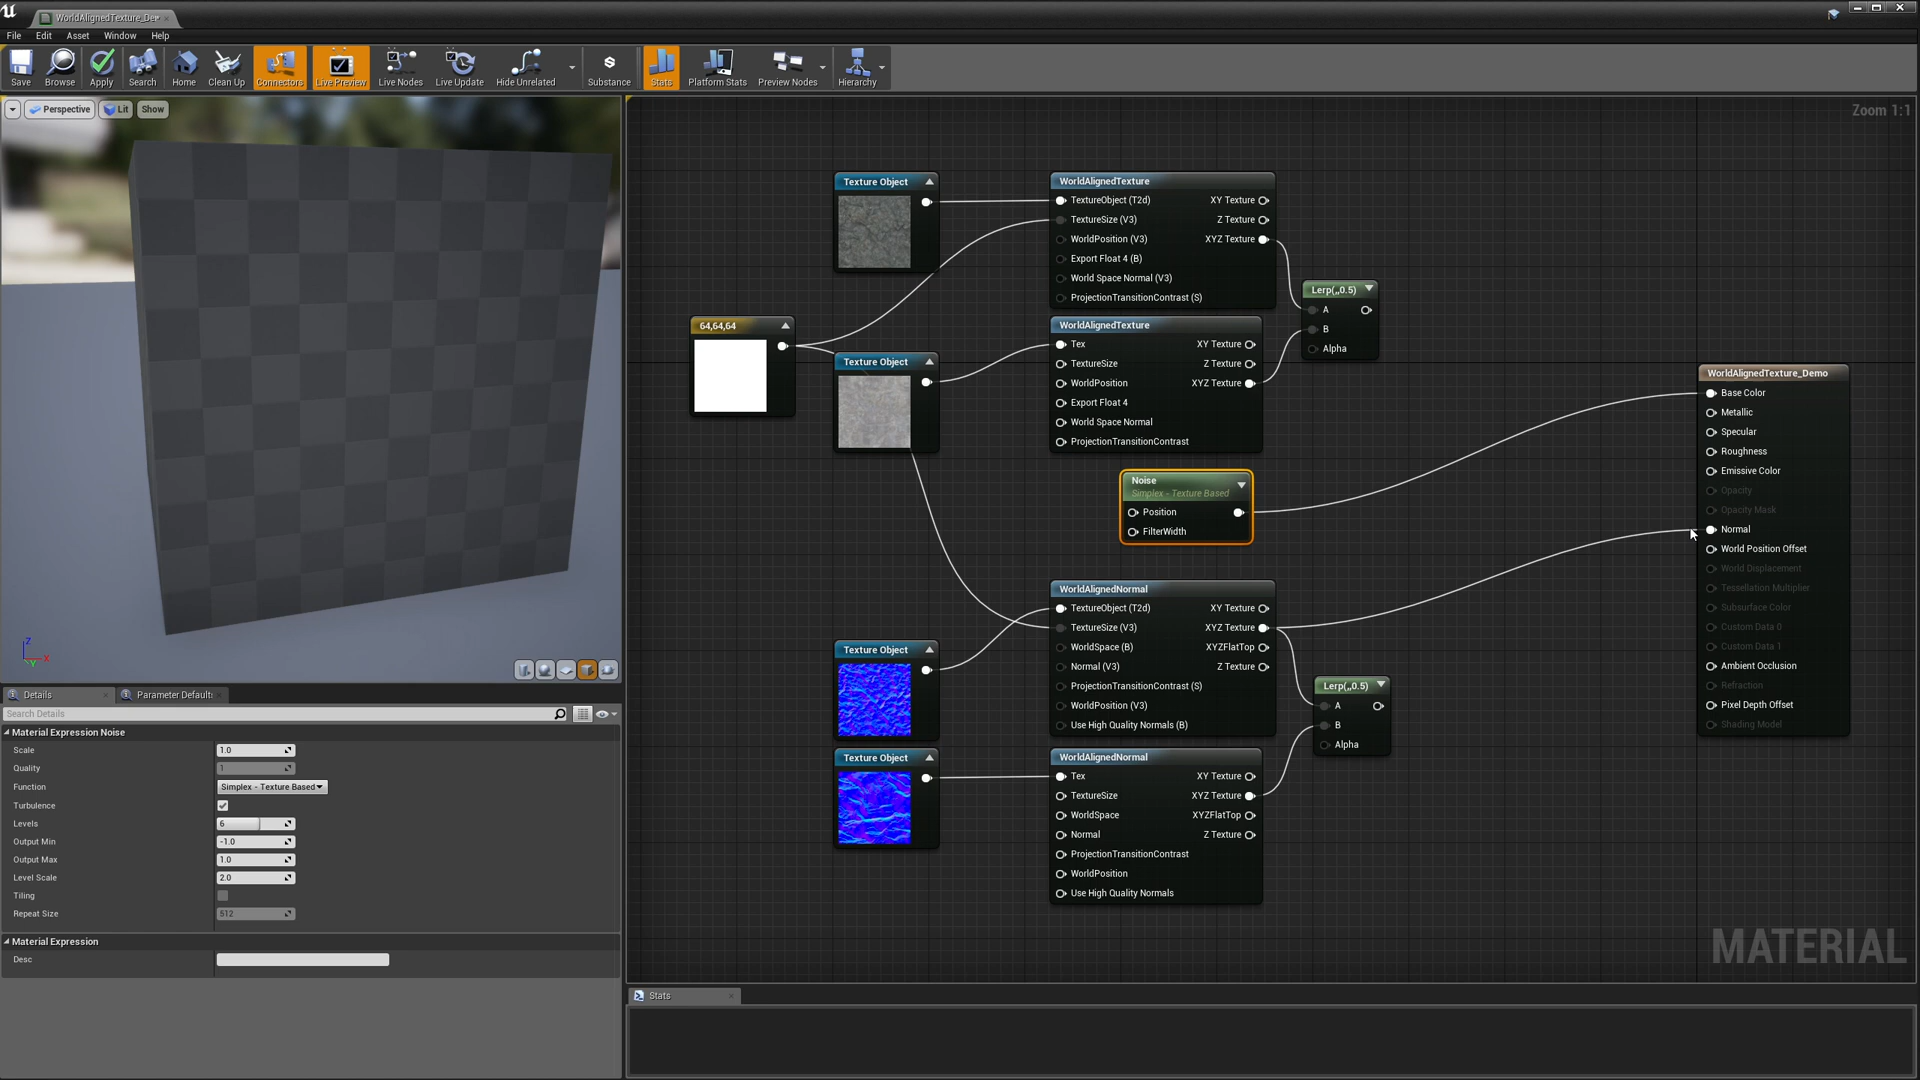 WorldAlignedTexture_De
File Edit Asset Window Help
Save Browse Apply Search Home Clean Up Connectors Live Preview Live Nodes Live Update Hide Unrelated Substance Stats Platform Stats Preview Nodes Hierarchy
Perspective Lit Show
Zoom 1:1
Texture Object
WorldAlignedTexture
TextureObject (T2d) XY Texture
TextureSize (V3) Z Texture
WorldPosition (V3) XYZ Texture
Export Float 4 (B)
World Space Normal (V3)
ProjectionTransitionContrast (S)
Lerp(,,0.5)
A
B
Alpha
64,64,64
Texture Object
WorldAlignedTexture
Tex XY Texture
TextureSize Z Texture
WorldPosition XYZ Texture
Export Float 4
World Space Normal
ProjectionTransitionContrast
Noise
Simplex - Texture Based
Position
FilterWidth
WorldAlignedTexture_Demo
Base Color
Metallic
Specular
Roughness
Emissive Color
Opacity
Opacity Mask
Normal
World Position Offset
World Displacement
Tessellation Multiplier
Subsurface Color
Custom Data 0
Custom Data 1
Ambient Occlusion
Refraction
Pixel Depth Offset
Shading Model
WorldAlignedNormal
TextureObject (T2d) XY Texture
TextureSize (V3) XYZ Texture
WorldSpace (B) XYZFlatTop
Normal (V3) Z Texture
ProjectionTransitionContrast (S)
WorldPosition (V3)
Use High Quality Normals (B)
Texture Object
Lerp(,,0.5)
A
B
Alpha
Texture Object
WorldAlignedNormal
Tex XY Texture
TextureSize XYZ Texture
WorldSpace XYZFlatTop
Normal Z Texture
ProjectionTransitionContrast
WorldPosition
Use High Quality Normals
MATERIAL
Z
Y X
Details Parameter Default
Search Details
Material Expression Noise
Scale 1.0
Quality 1
Function Simplex - Texture Based
Turbulence
Levels 6
Output Min -1.0
Output Max 1.0
Level Scale 2.0
Tiling
Repeat Size 512
Material Expression
Desc
Stats